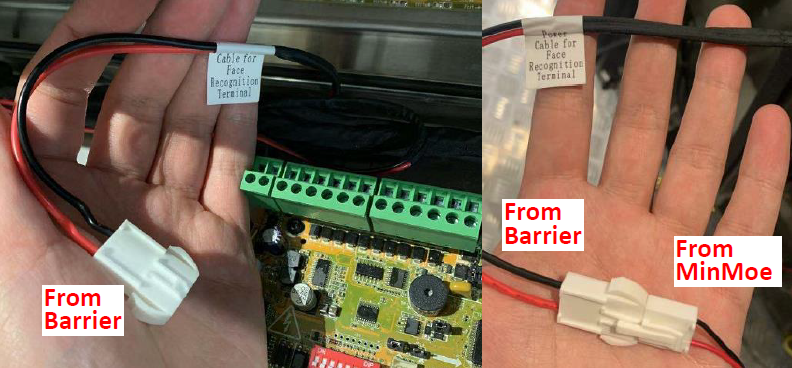 Cable for
Face
Recognition
Terminal
From
Barrier
Power
Cable for
Face
Recognition
Terminal
From
Barrier
From
MinMoe